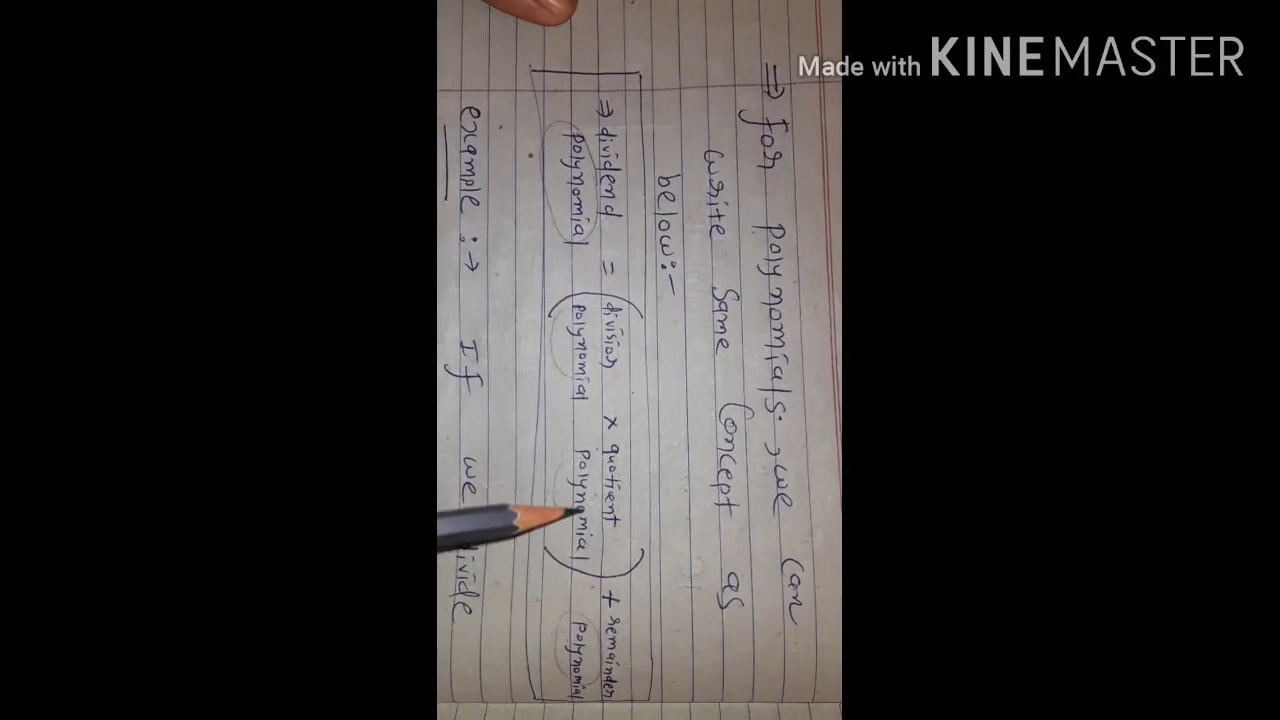 Made with KINEMASTER
⇒ for polynomials, we can
write same concept as
below:-
⇒ dividend = (division × quotient) + remainder
polynomial polynomial polynomial polynomial
example :→ If we divide